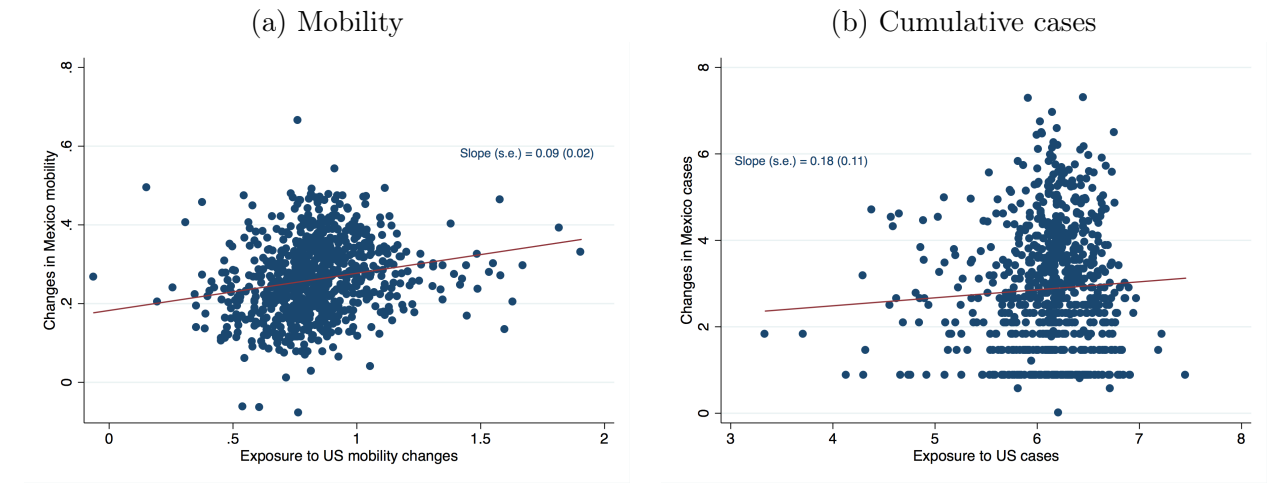 (a) Mobility
.8
.6
.4
.2
0
Changes in Mexico mobility
Slope (s.e.) = 0.09 (0.02)
0 .5 1 1.5 2
Exposure to US mobility changes
(b) Cumulative cases
8
6
4
2
0
Changes in Mexico cases
Slope (s.e.) = 0.18 (0.11)
3 4 5 6 7 8
Exposure to US cases